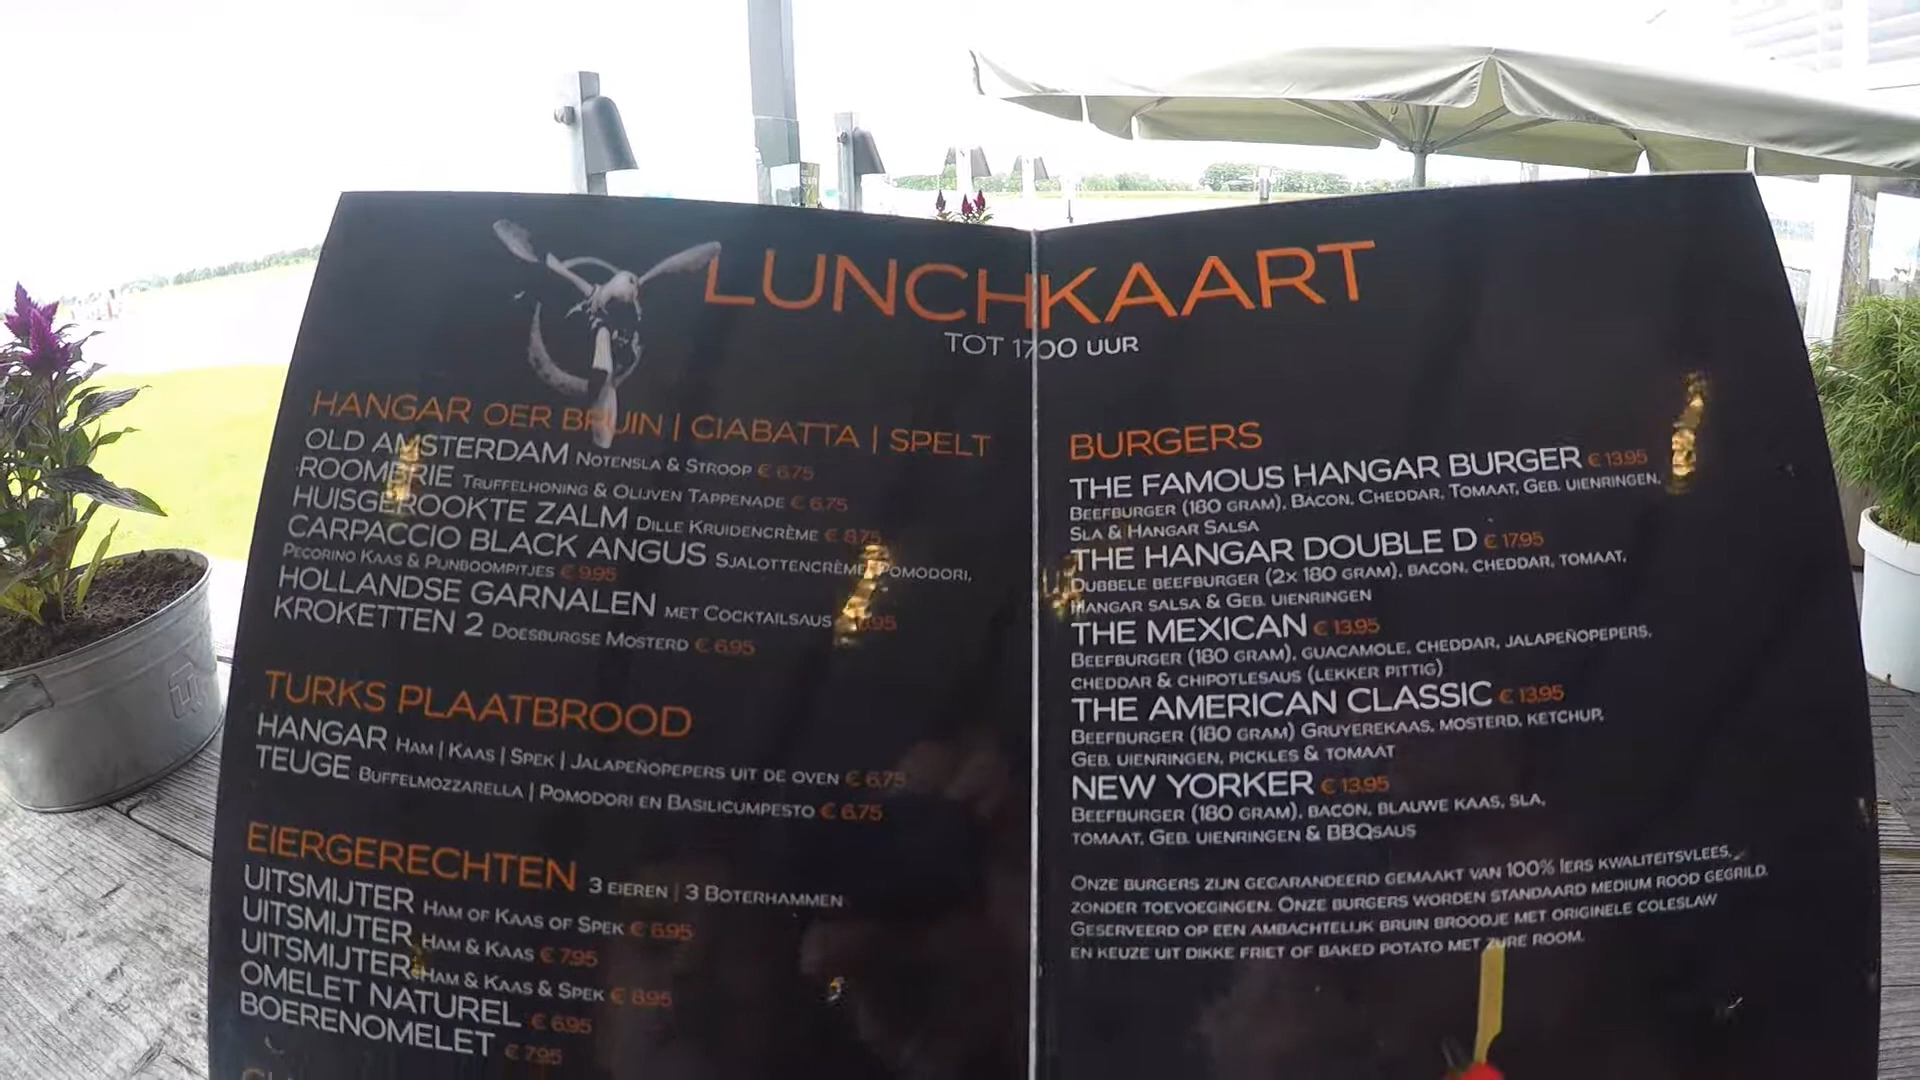 LUNCHKAART
TOT 17.00 UUR
HANGAR OER BRUIN | CIABATTA | SPELT
OLD AMSTERDAM NOTENSLA & STROOP € 6.75
ROOMBRIE TRUFFELHONING & OLIJVEN TAPPENADE € 6.75
HUISGEROOKTE ZALM DILLE KRUIDENCRÈME € 8.75
CARPACCIO BLACK ANGUS SJALOTTENCRÈME, POMODORI,
PECORINO KAAS & PIJNBOOMPITJES € 9.95
HOLLANDSE GARNALEN MET COCKTAILSAUS
KROKETTEN 2 DOESBURGSE MOSTERD € 6.95
TURKS PLAATBROOD
HANGAR HAM | KAAS | SPEK | JALAPEÑOPEPERS UIT DE OVEN € 6.75
TEUGE BUFFELMOZZARELLA | POMODORI EN BASILICUMPESTO € 6.75
EIERGERECHTEN 3 EIEREN | 3 BOTERHAMMEN
UITSMIJTER HAM OF KAAS OF SPEK € 6.95
UITSMIJTER HAM & KAAS € 7.95
UITSMIJTER HAM & KAAS & SPEK € 8.95
OMELET NATUREL € 6.95
BOERENOMELET € 7.95
BURGERS
THE FAMOUS HANGAR BURGER € 13.95
BEEFBURGER (180 GRAM), BACON, CHEDDAR, TOMAAT, GEB. UIENRINGEN,
SLA & HANGAR SALSA
THE HANGAR DOUBLE D € 17.95
DUBBELE BEEFBURGER (2X 180 GRAM), BACON, CHEDDAR, TOMAAT,
HANGAR SALSA & GEB. UIENRINGEN
THE MEXICAN € 13.95
BEEFBURGER (180 GRAM), GUACAMOLE, CHEDDAR, JALAPEÑOPEPERS,
CHEDDAR & CHIPOTLESAUS (LEKKER PITTIG)
THE AMERICAN CLASSIC € 13.95
BEEFBURGER (180 GRAM) GRUYEREKAAS, MOSTERD, KETCHUP,
GEB. UIENRINGEN, PICKLES & TOMAAT
NEW YORKER € 13.95
BEEFBURGER (180 GRAM), BACON, BLAUWE KAAS, SLA,
TOMAAT, GEB. UIENRINGEN & BBQSAUS
ONZE BURGERS ZIJN GEGARANDEERD GEMAAKT VAN 100% IERS KWALITEITSVLEES,
ZONDER TOEVOEGINGEN. ONZE BURGERS WORDEN STANDAARD MEDIUM ROOD GEGRILD.
GESERVEERD OP EEN AMBACHTELIJK BRUIN BROODJE MET ORIGINELE COLESLAW
EN KEUZE UIT DIKKE FRIET OF BAKED POTATO MET ZURE ROOM.